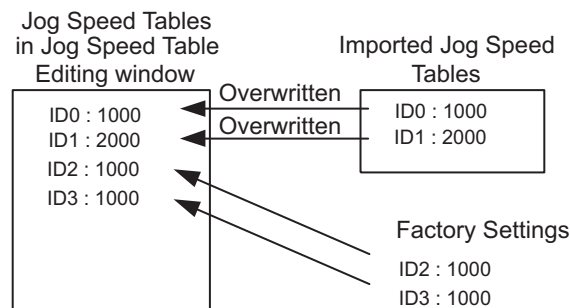 Jog Speed Tables
in Jog Speed Table
Editing window
ID0 : 1000
ID1 : 2000
ID2 : 1000
ID3 : 1000
Overwritten
Overwritten
Imported Jog Speed
Tables
ID0 : 1000
ID1 : 2000
Factory Settings
ID2 : 1000
ID3 : 1000